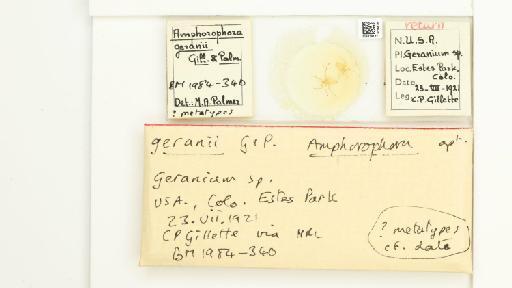 Amphorophora
geranii
Gill. & Palm.
BM 1984-340
Det. M.A. Palmer
? metatypes
N. U.S.A.
Pl. Geranium sp.
Loc. Estes Park,
Colo.
Date 23-VII-1921
Leg. C.P. Gillette
geranii G&P. Amphorophora apt.
Geranium sp.
USA., Colo. Estes Park
23.vii.1921
CP Gillette via HRL
BM 1984-340
? metatypes
cf. data